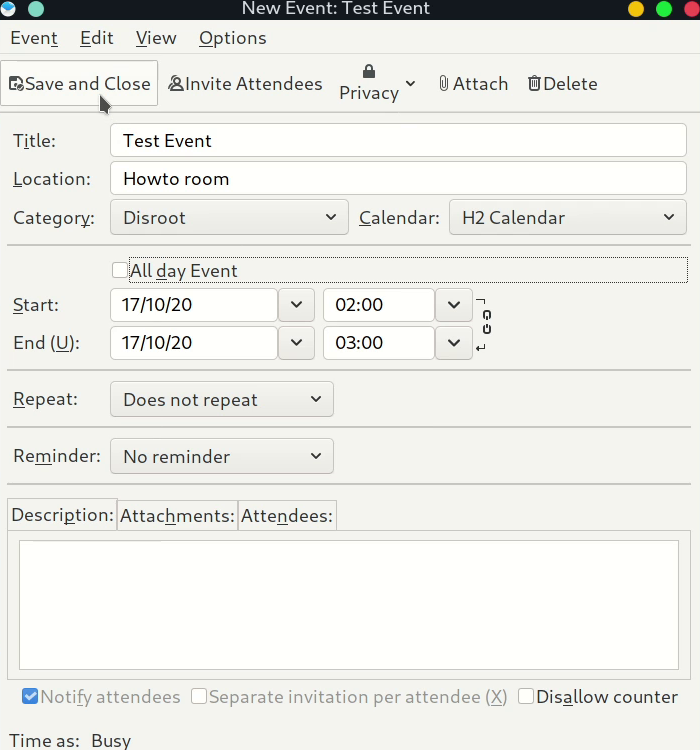 New Event: Test Event
Event Edit View Options
Save and Close Invite Attendees Privacy Attach Delete
Title: Test Event
Location: Howto room
Category: Disroot Calendar: H2 Calendar
All day Event
Start: 17/10/20 02:00
End (U): 17/10/20 03:00
Repeat: Does not repeat
Reminder: No reminder
Description: Attachments: Attendees:
Notify attendees Separate invitation per attendee (X) Disallow counter
Time as: Busy